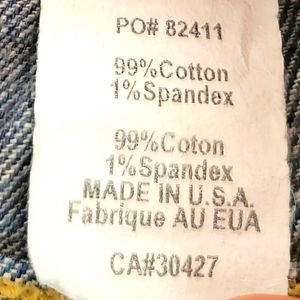 PO# 82411
99%Cotton
1%Spandex
99%Coton
1%Spandex
MADE IN U.S.A.
Fabrique AU EUA
CA#30427